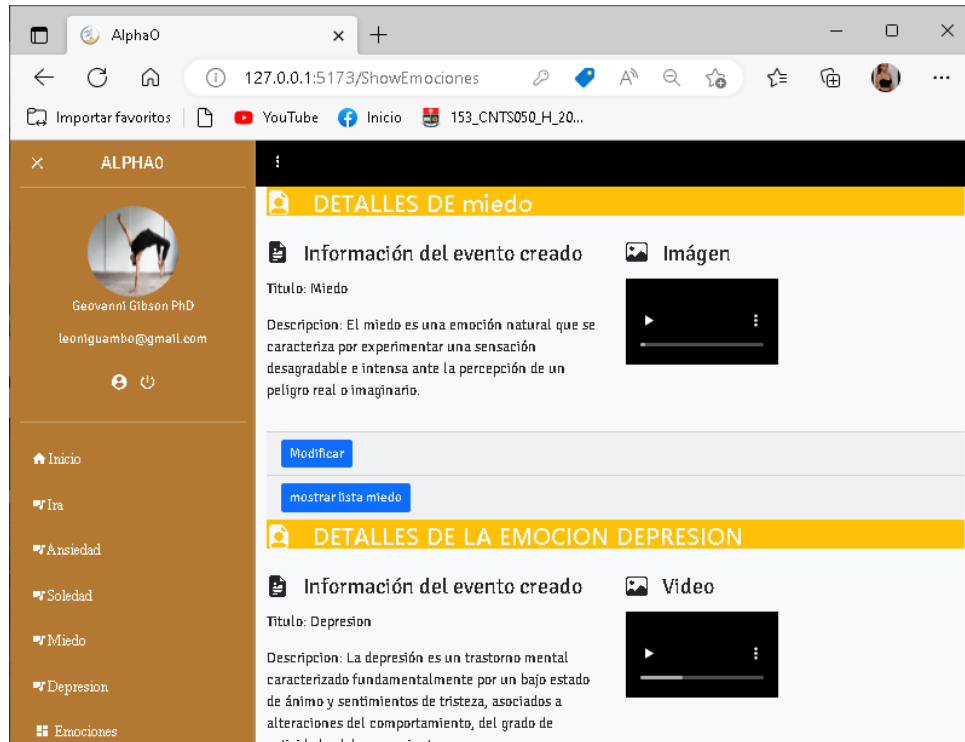 AlphaO
127.0.0.1:5173/ShowEmociones
Importar favoritos
YouTube
Inicio
153_CNTS050_H_20...
ALPHA0
Geovanni Gibson PhD
leoniguambo@gmail.com
Inicio
Ira
Ansiedad
Soledad
Miedo
Depresion
Emociones
DETALLES DE miedo
Información del evento creado
Imágen
Titulo: Miedo
Descripcion: El miedo es una emoción natural que se
caracteriza por experimentar una sensación
desagradable e intensa ante la percepción de un
peligro real o imaginario.
Modificar
mostrar lista miedo
DETALLES DE LA EMOCION DEPRESION
Información del evento creado
Video
Titulo: Depresion
Descripcion: La depresión es un trastorno mental
caracterizado fundamentalmente por un bajo estado
de ánimo y sentimientos de tristeza, asociados a
alteraciones del comportamiento, del grado de